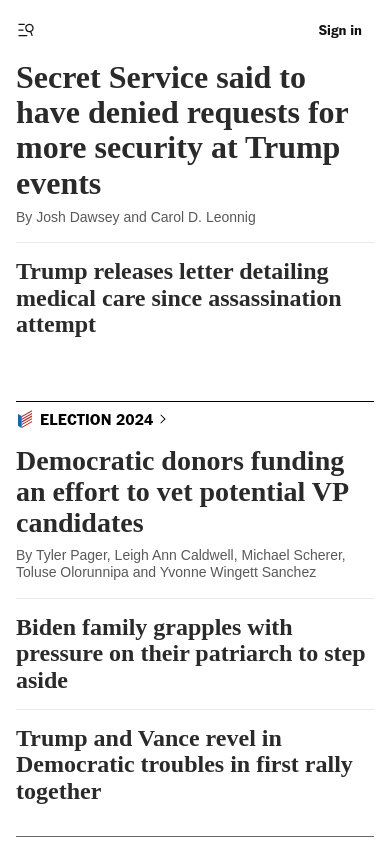 Sign in
Secret Service said to
have denied requests for
more security at Trump
events
By Josh Dawsey and Carol D. Leonnig
Trump releases letter detailing
medical care since assassination
attempt
ELECTION 2024
Democratic donors funding
an effort to vet potential VP
candidates
By Tyler Pager, Leigh Ann Caldwell, Michael Scherer,
Toluse Olorunnipa and Yvonne Wingett Sanchez
Biden family grapples with
pressure on their patriarch to step
aside
Trump and Vance revel in
Democratic troubles in first rally
together